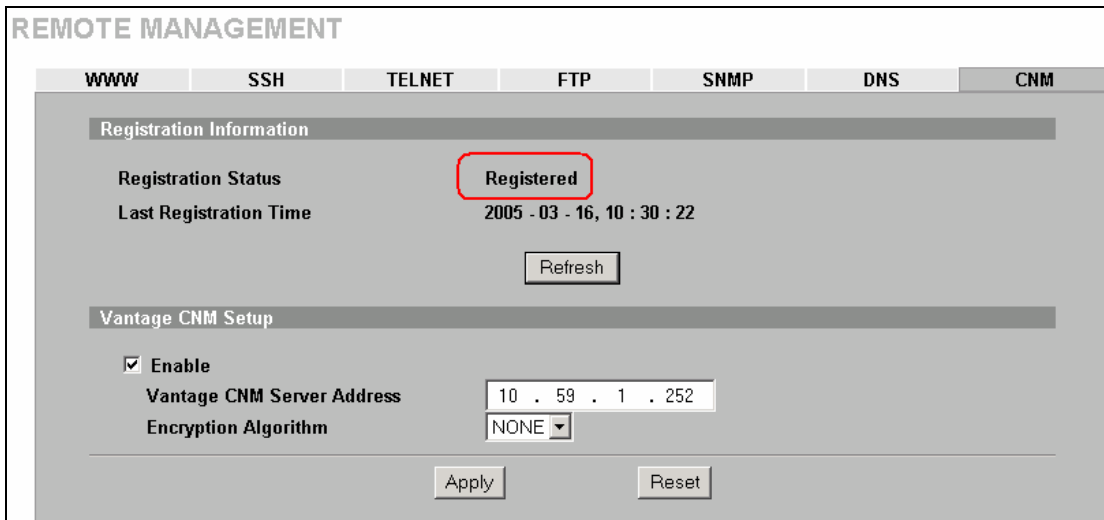 REMOTE MANAGEMENT
WWW SSH TELNET FTP SNMP DNS CNM
Registration Information
Registration Status Registered
Last Registration Time 2005 - 03 - 16, 10 : 30 : 22
Refresh
Vantage CNM Setup
Enable
Vantage CNM Server Address 10 . 59 . 1 . 252
Encryption Algorithm NONE
Apply Reset